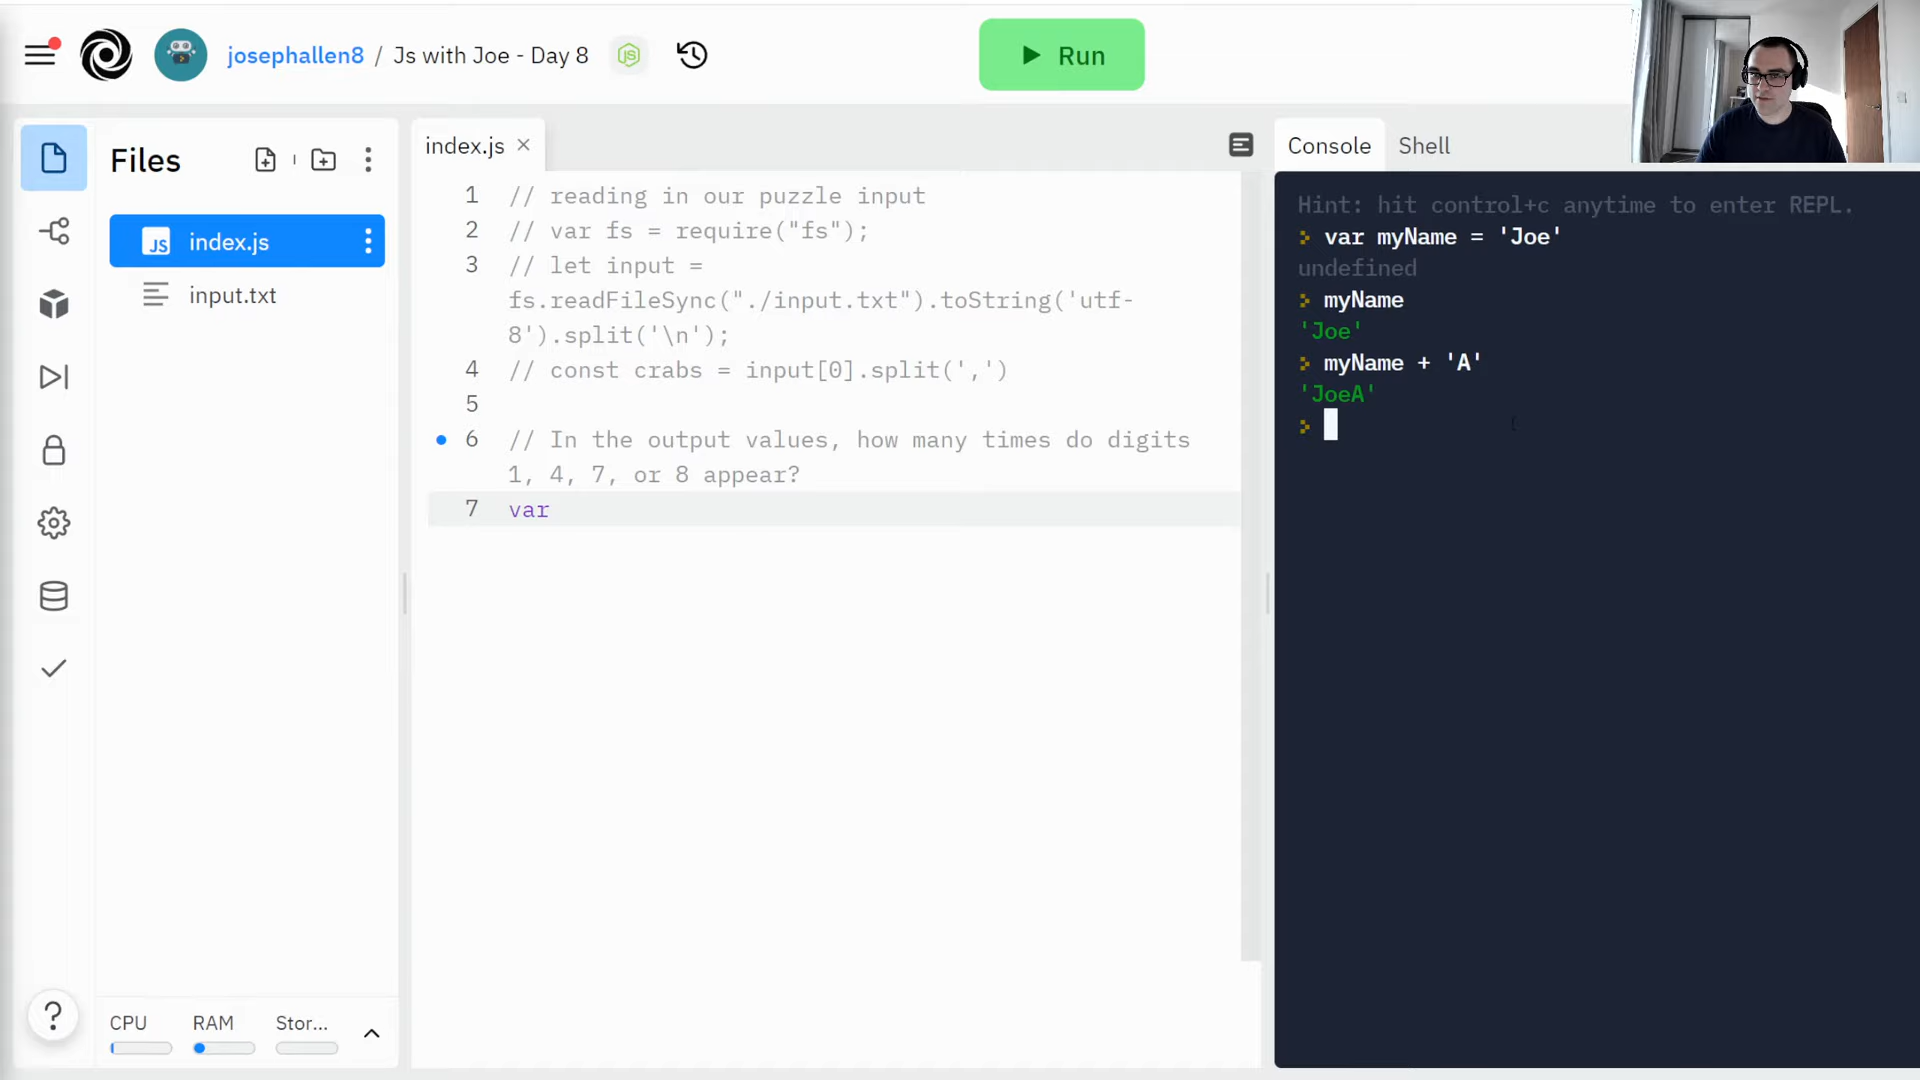 josephallen8 / Js with Joe - Day 8
Run
Files
index.js
input.txt
CPU RAM Stor...
index.js
1 // reading in our puzzle input
2 // var fs = require("fs");
3 // let input =
fs.readFileSync("./input.txt").toString('utf-
8').split('\n');
4 // const crabs = input[0].split(',')
5
6 // In the output values, how many times do digits
1, 4, 7, or 8 appear?
7 var
Console Shell
Hint: hit control+c anytime to enter REPL.
> var myName = 'Joe'
undefined
> myName
'Joe'
> myName + 'A'
'JoeA'
>